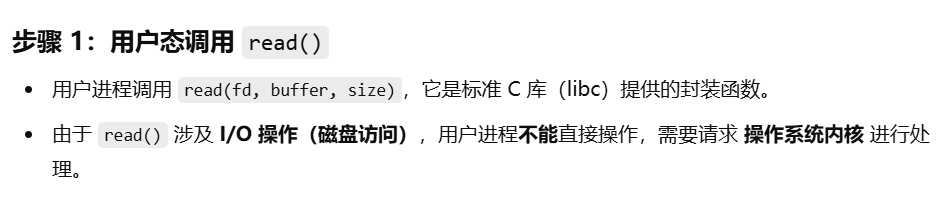 步骤 1：用户态调用 read()
• 用户进程调用 read(fd, buffer, size)，它是标准 C 库（libc）提供的封装函数。
• 由于 read() 涉及 I/O 操作（磁盘访问），用户进程不能直接操作，需要请求 操作系统内核 进行处
理。